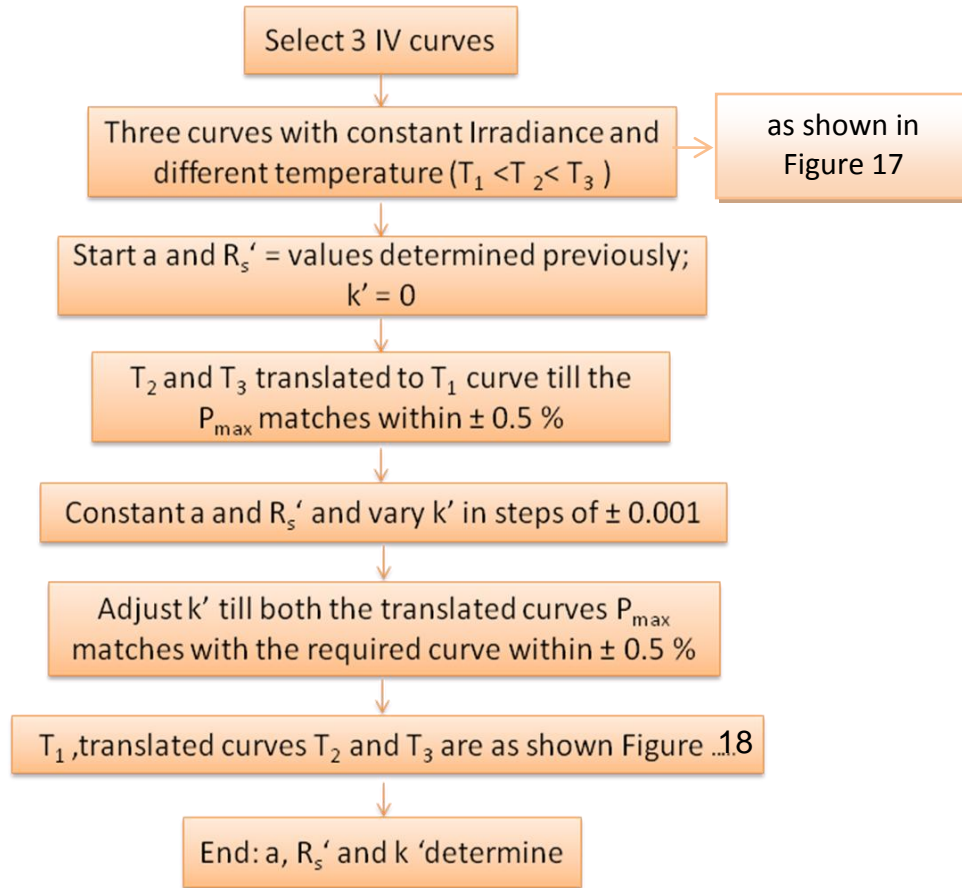 Select 3 IV curves
Three curves with constant Irradiance and
different temperature (T₁ <T ₂< T ₃ )
as shown in
Figure 17
Start a and Rₛ‘ = values determined previously;
k’ = 0
T₂ and T₃ translated to T₁ curve till the
Pₘₐₓ matches within ± 0.5 %
Constant a and Rₛ‘ and vary k’ in steps of ± 0.001
Adjust k’ till both the translated curves Pₘₐₓ
matches with the required curve within ± 0.5 %
T₁ ,translated curves T₂ and T₃ are as shown Figure ....18
End: a, Rₛ‘ and k ‘determine